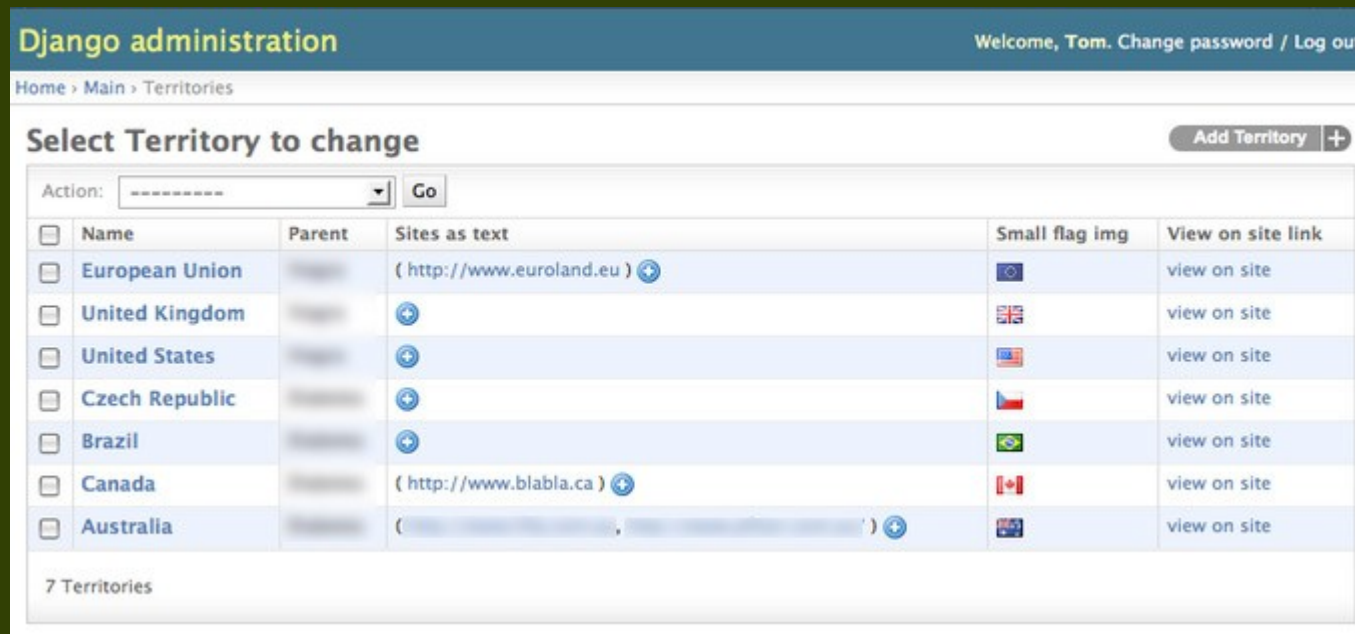 Django administration
Welcome, Tom. Change password / Log ou
Home › Main › Territories
Select Territory to change
Add Territory +
Action: --------- Go
Name Parent Sites as text Small flag img View on site link
European Union ( http://www.euroland.eu ) view on site
United Kingdom view on site
United States view on site
Czech Republic view on site
Brazil view on site
Canada ( http://www.blabla.ca ) view on site
Australia ( , ) view on site
7 Territories